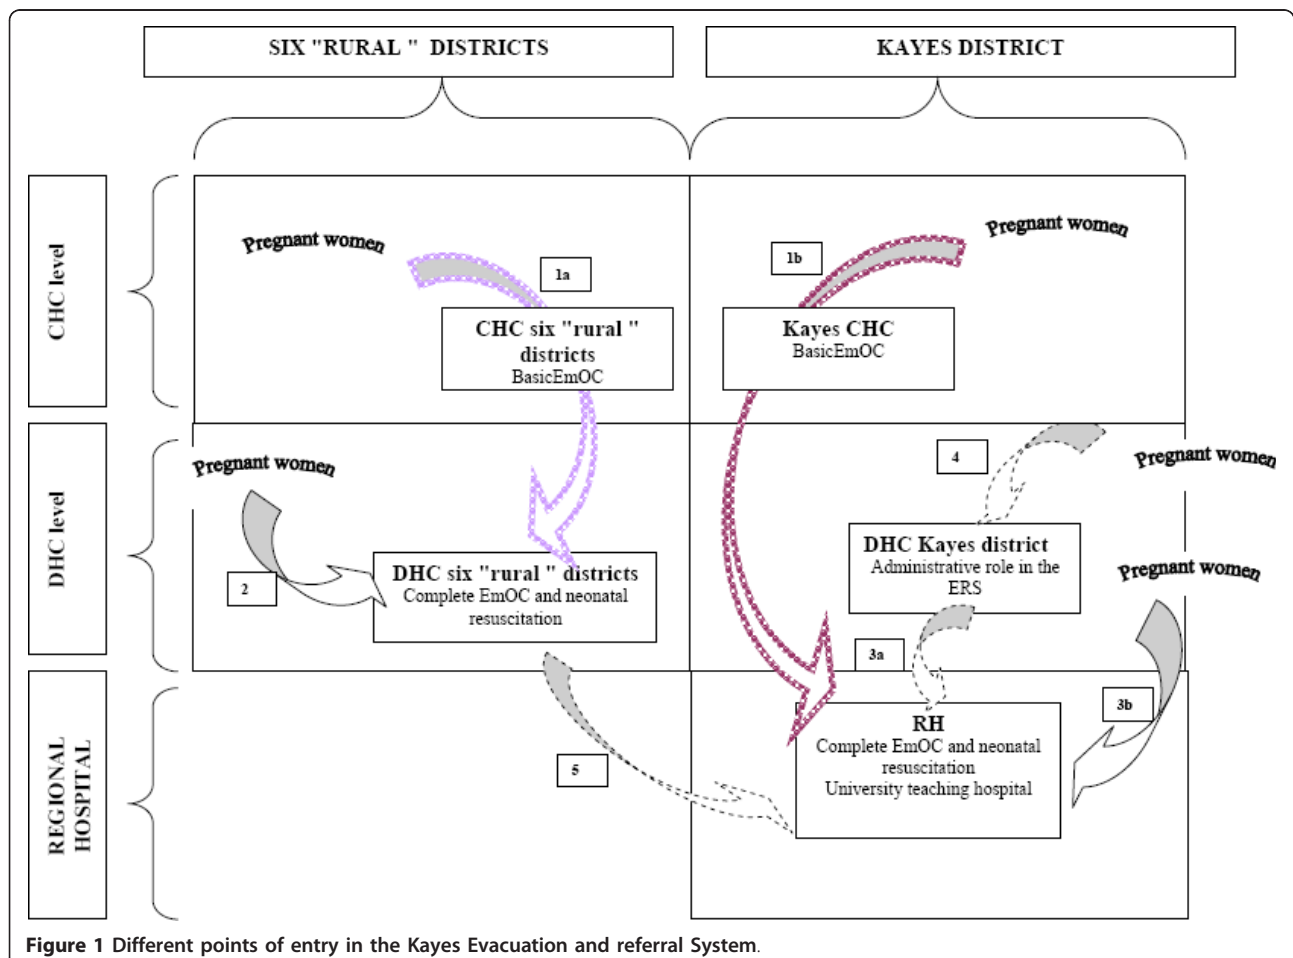 SIX "RURAL " DISTRICTS
KAYES DISTRICT
CHC level
Pregnant women
1a
1b
Pregnant women
CHC six "rural "
districts
BasicEmOC
Kayes CHC
BasicEmOC
DHC level
Pregnant women
4
Pregnant women
2
DHC six "rural " districts
Complete EmOC and neonatal
resuscitation
DHC Kayes district
Administrative role in the
ERS
Pregnant women
3a
3b
REGIONAL
HOSPITAL
5
RH
Complete EmOC and neonatal
resuscitation
University teaching hospital
Figure 1 Different points of entry in the Kayes Evacuation and referral System.